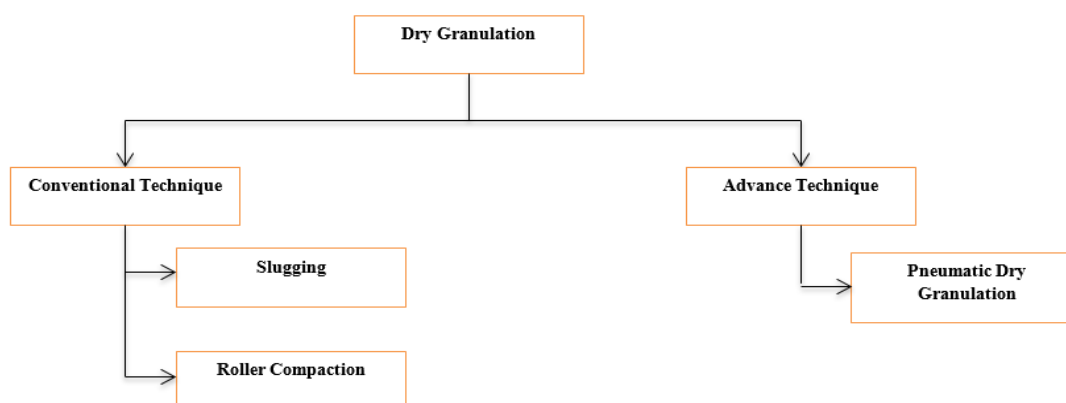 Dry Granulation
Conventional Technique
Advance Technique
Slugging
Pneumatic Dry
Granulation
Roller Compaction